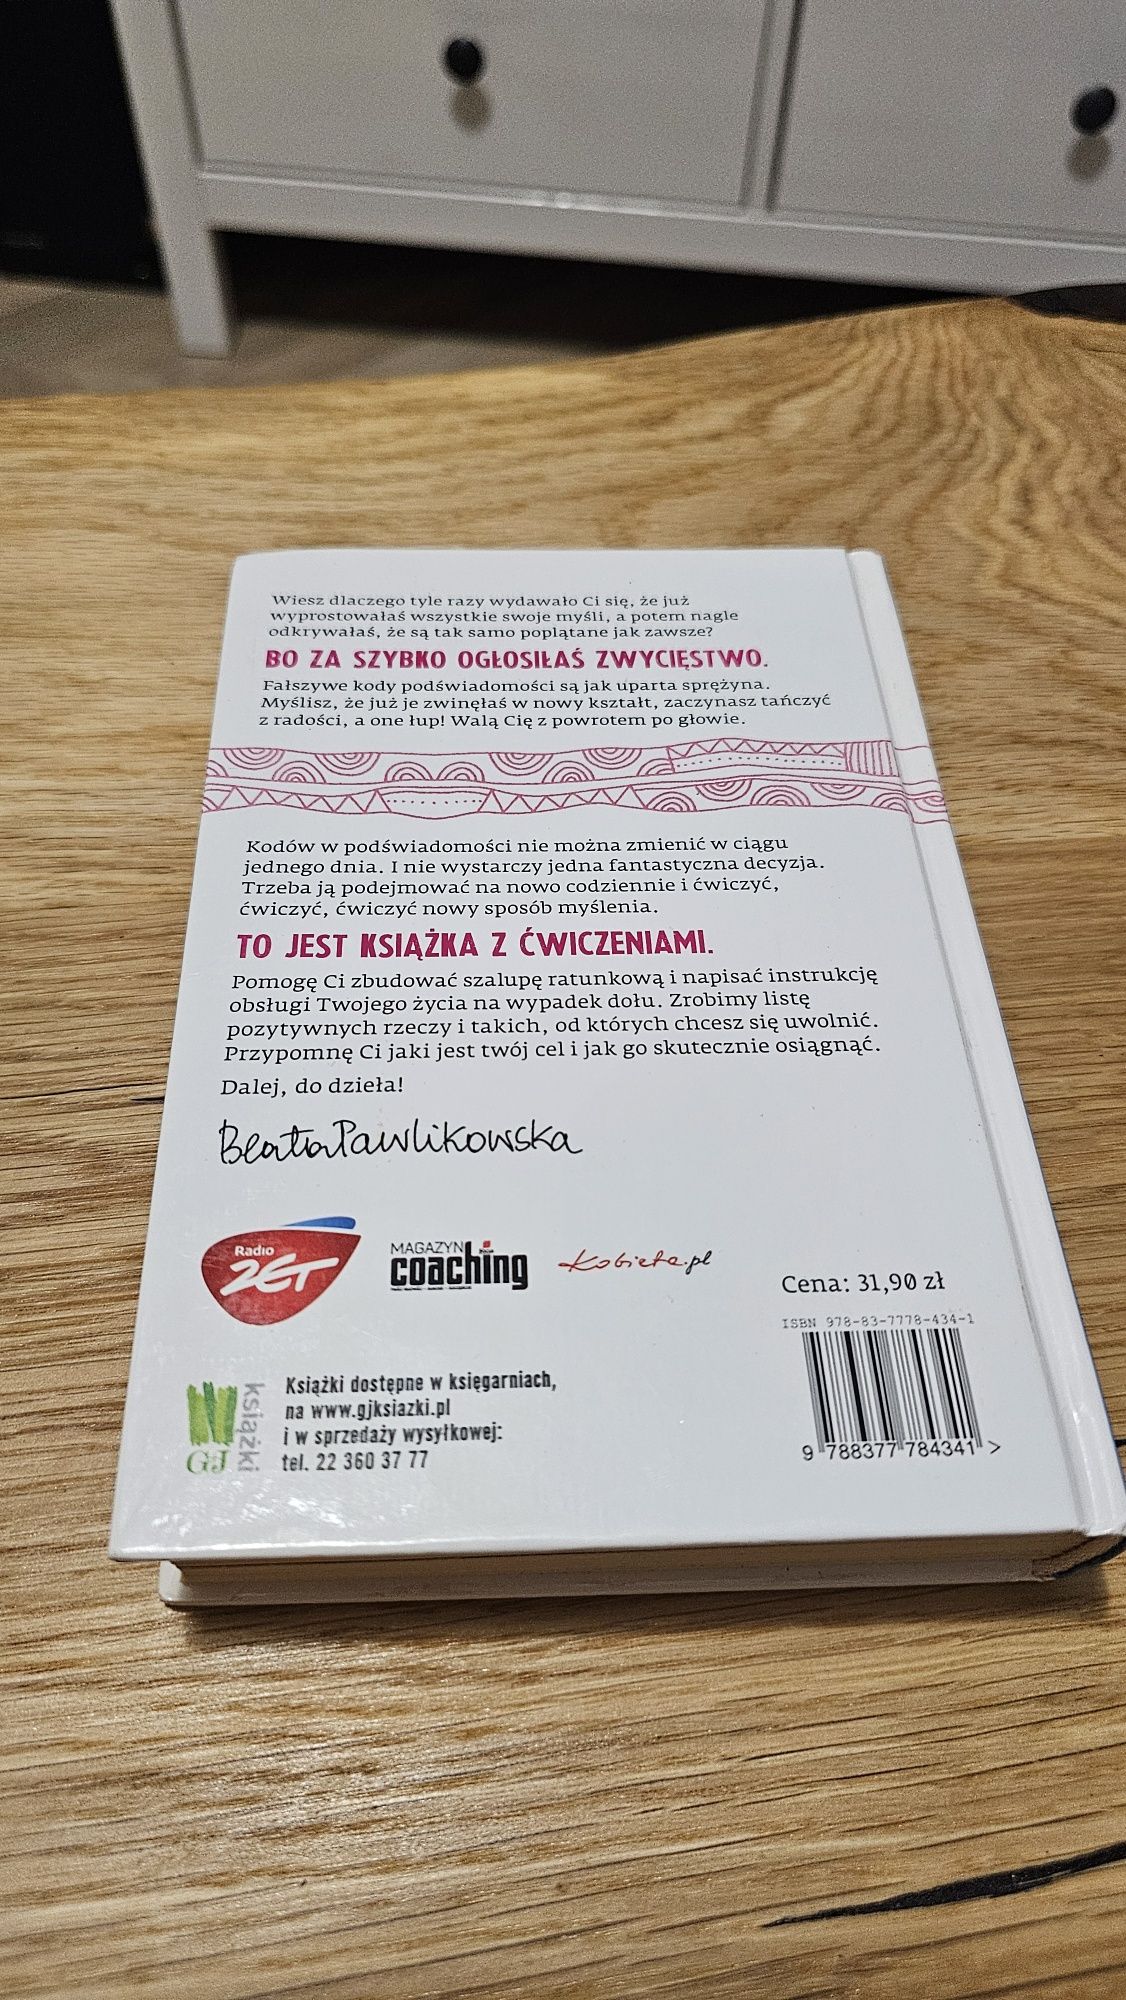 Wiesz dlaczego tyle razy wydawało Ci się, że już
wyprostowałaś wszystkie swoje myśli, a potem nagle
odkrywałaś, że są tak samo poplątane jak zawsze?
BO ZA SZYBKO OGŁOSIŁAŚ ZWYCIĘSTWO.
Fałszywe kody podświadomości są jak uparta sprężyna.
Myślisz, że już je zwinęłaś w nowy kształt, zaczynasz tańczyć
z radości, a one łup! Walą Cię z powrotem po głowie.
Kodów w podświadomości nie można zmienić w ciągu
jednego dnia. I nie wystarczy jedna fantastyczna decyzja.
Trzeba ją podejmować na nowo codziennie i ćwiczyć,
ćwiczyć, ćwiczyć nowy sposób myślenia.
TO JEST KSIĄŻKA Z ĆWICZENIAMI.
Pomogę Ci zbudować szalupę ratunkową i napisać instrukcję
obsługi Twojego życia na wypadek dołu. Zrobimy listę
pozytywnych rzeczy i takich, od których chcesz się uwolnić.
Przypomnę Ci jaki jest twój cel i jak go skutecznie osiągnąć.
Dalej, do dzieła!
Beata Pawlikowska
Radio
ZET
MAGAZYN
coaching
Kobieta.pl
Cena: 31,90 zł
ISBN 978-83-7778-434-1
9 788377 784341 >
G+J
książki
Książki dostępne w księgarniach,
na www.gjksiazki.pl
i w sprzedaży wysyłkowej:
tel. 22 360 37 77